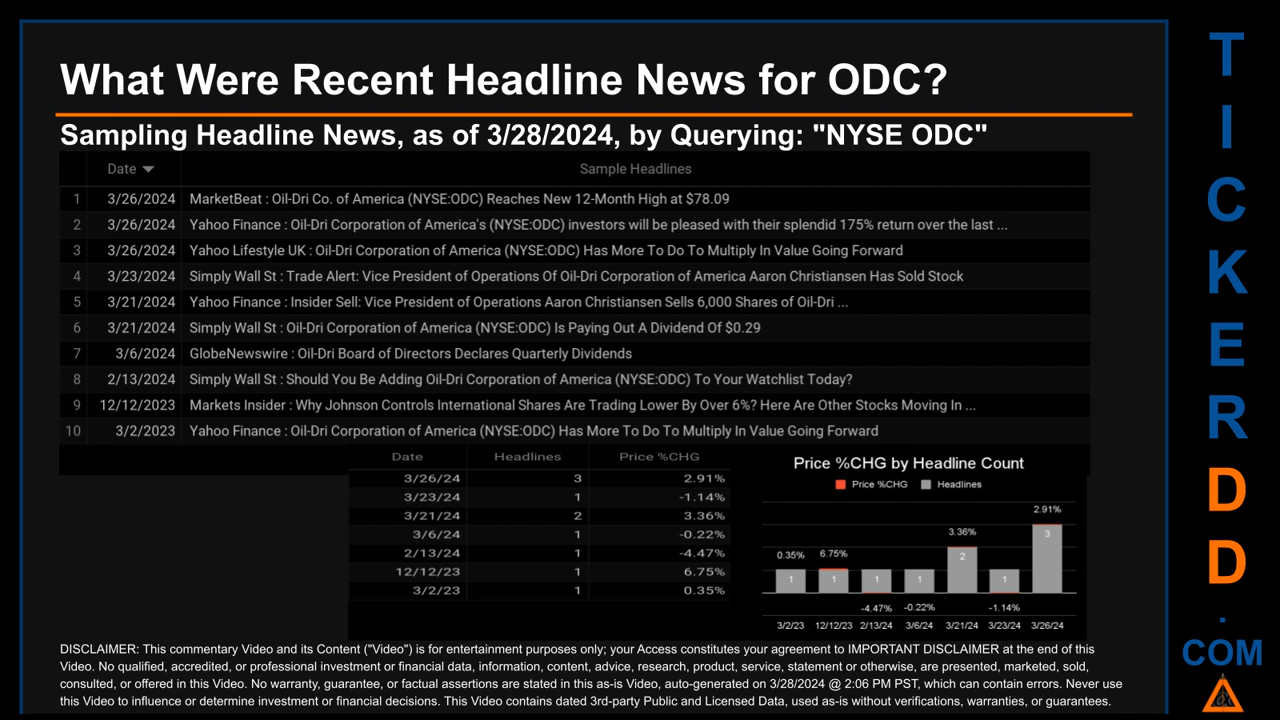 What Were Recent Headline News for ODC?
Sampling Headline News, as of 3/28/2024, by Querying: "NYSE ODC"
Date Sample Headlines
1 3/26/2024 MarketBeat : Oil-Dri Co. of America (NYSE:ODC) Reaches New 12-Month High at $78.09
2 3/26/2024 Yahoo Finance : Oil-Dri Corporation of America's (NYSE:ODC) investors will be pleased with their splendid 175% return over the last ...
3 3/26/2024 Yahoo Lifestyle UK : Oil-Dri Corporation of America (NYSE:ODC) Has More To Do To Multiply In Value Going Forward
4 3/23/2024 Simply Wall St : Trade Alert: Vice President of Operations Of Oil-Dri Corporation of America Aaron Christiansen Has Sold Stock
5 3/21/2024 Yahoo Finance : Insider Sell: Vice President of Operations Aaron Christiansen Sells 6,000 Shares of Oil-Dri ...
6 3/21/2024 Simply Wall St : Oil-Dri Corporation of America (NYSE:ODC) Is Paying Out A Dividend Of $0.29
7 3/6/2024 GlobeNewswire : Oil-Dri Board of Directors Declares Quarterly Dividends
8 2/13/2024 Simply Wall St : Should You Be Adding Oil-Dri Corporation of America (NYSE:ODC) To Your Watchlist Today?
9 12/12/2023 Markets Insider : Why Johnson Controls International Shares Are Trading Lower By Over 6%? Here Are Other Stocks Moving In ...
10 3/2/2023 Yahoo Finance : Oil-Dri Corporation of America (NYSE:ODC) Has More To Do To Multiply In Value Going Forward
Date Headlines Price %CHG
3/26/24 3 2.91%
3/23/24 1 -1.14%
3/21/24 2 3.36%
3/6/24 1 -0.22%
2/13/24 1 -4.47%
12/12/23 1 6.75%
3/2/23 1 0.35%
Price %CHG by Headline Count
Price %CHG Headlines
0.35% 6.75% 3.36% 2.91%
1 1 1 1 2 1 3
-4.47% -0.22% -1.14%
3/2/23 12/12/23 2/13/24 3/6/24 3/21/24 3/23/24 3/26/24
DISCLAIMER: This commentary Video and its Content ("Video") is for entertainment purposes only; your Access constitutes your agreement to IMPORTANT DISCLAIMER at the end of this
Video. No qualified, accredited, or professional investment or financial data, information, content, advice, research, product, service, statement or otherwise, are presented, marketed, sold,
consulted, or offered in this Video. No warranty, guarantee, or factual assertions are stated in this as-is Video, auto-generated on 3/28/2024 @ 2:06 PM PST, which can contain errors. Never use
this Video to influence or determine investment or financial decisions. This Video contains dated 3rd-party Public and Licensed Data, used as-is without verifications, warranties, or guarantees.
T
I
C
K
E
R
D
D
.
COM